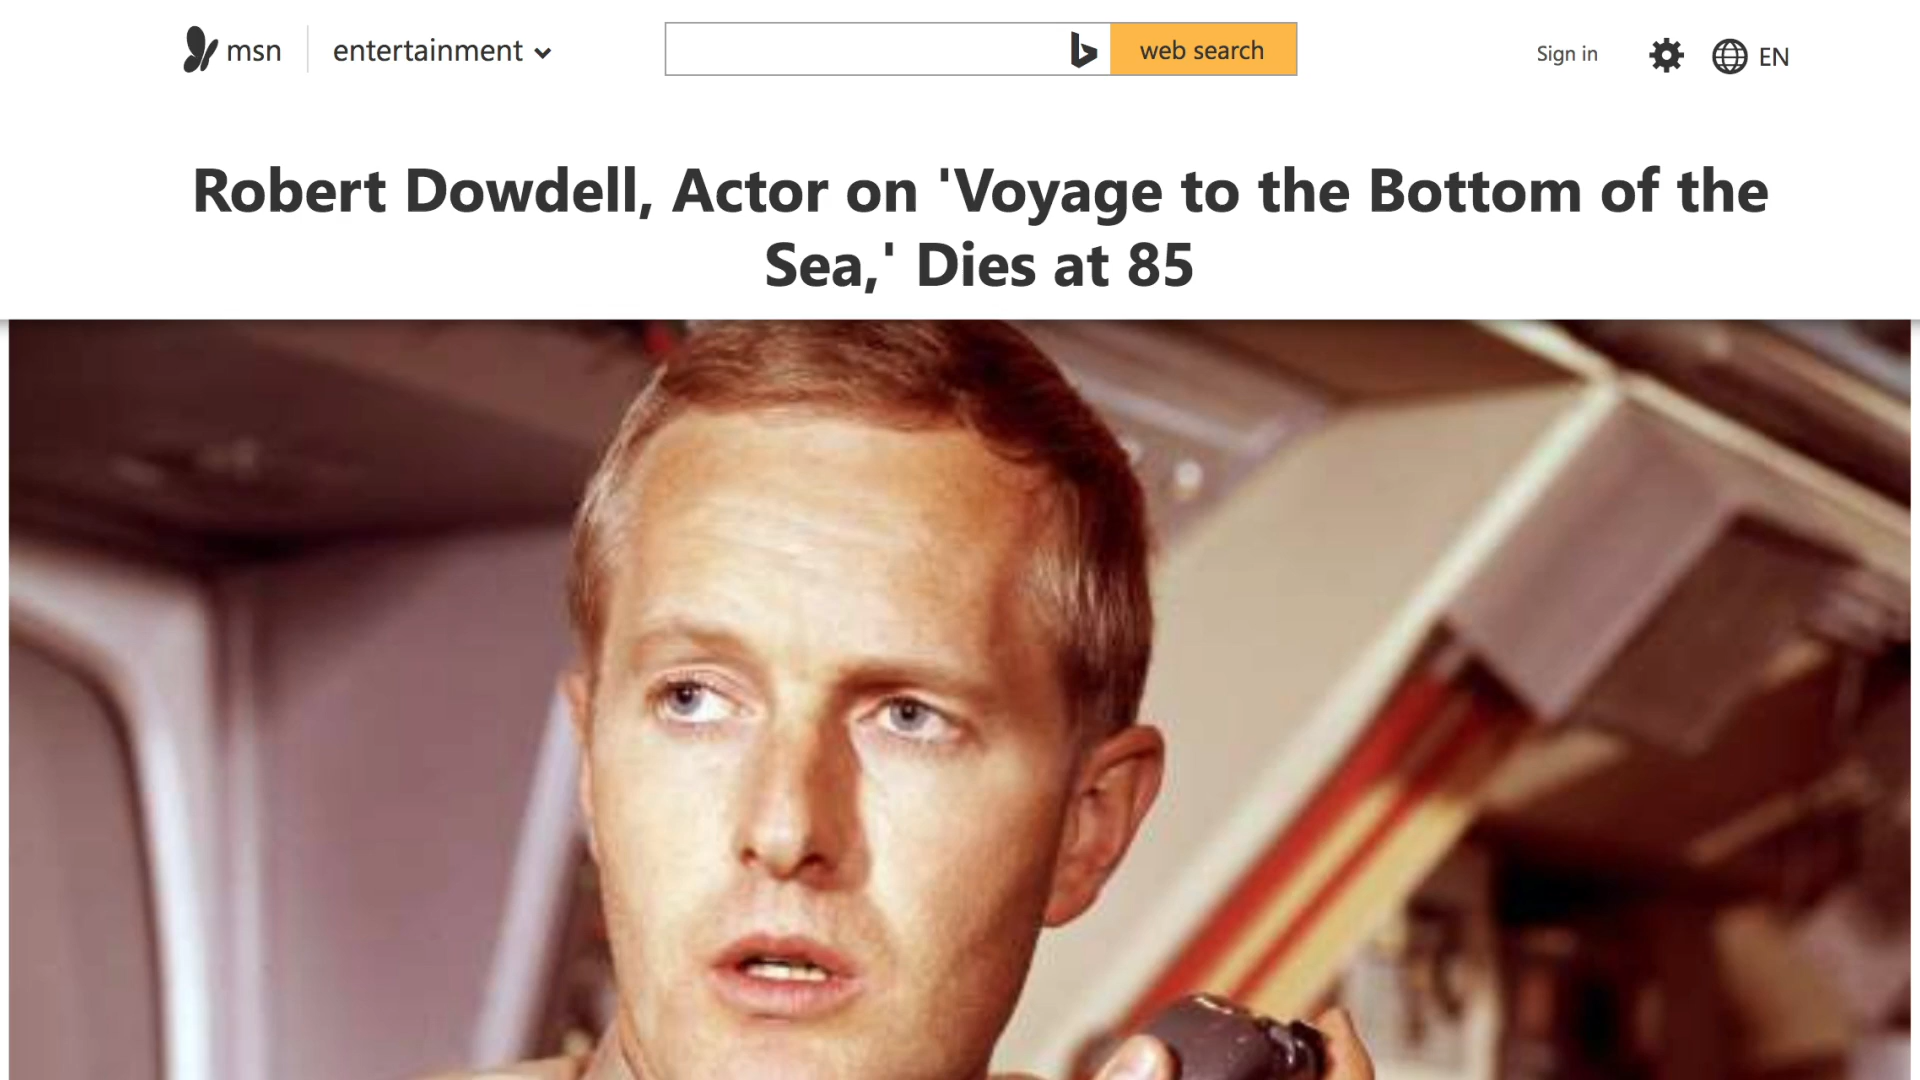 msn
entertainment
web search
Sign in
EN
Robert Dowdell, Actor on 'Voyage to the Bottom of the
Sea,' Dies at 85